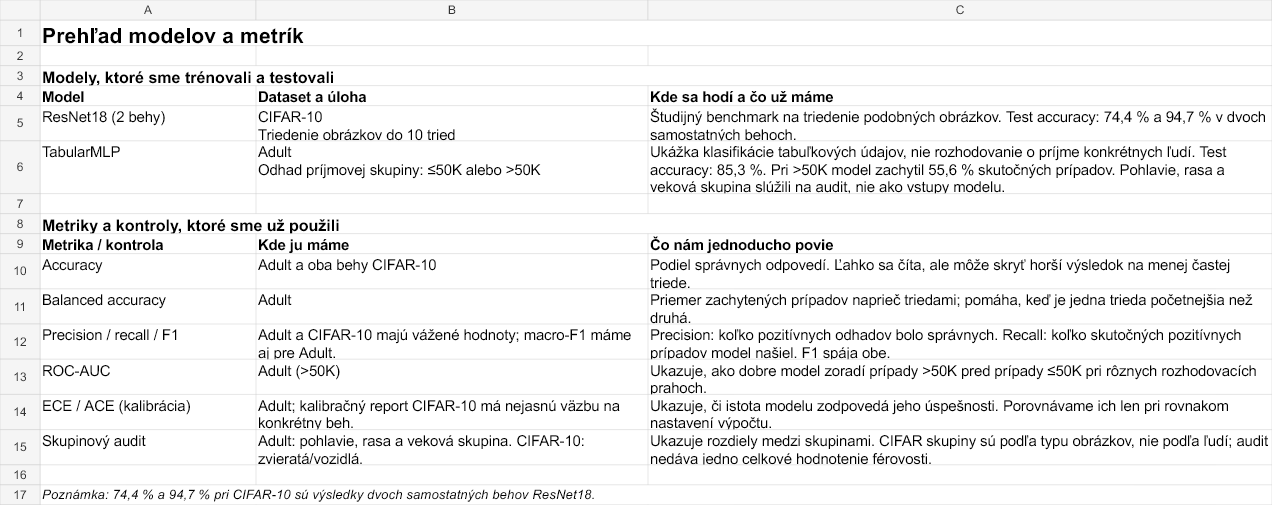 A B C
1 Prehľad modelov a metrík
2
3 Modely, ktoré sme trénovali a testovali
4 Model Dataset a úloha Kde sa hodí a čo už máme
5 ResNet18 (2 behy) CIFAR-10 Študijný benchmark na triedenie podobných obrázkov. Test accuracy: 74,4 % a 94,7 % v dvoch
Triedenie obrázkov do 10 tried samostatných behoch.
6 TabularMLP Adult Ukážka klasifikácie tabuľkových údajov, nie rozhodovanie o príjme konkrétnych ľudí. Test
Odhad príjmovej skupiny: ≤50K alebo >50K accuracy: 85,3 %. Pri >50K model zachytil 55,6 % skutočných prípadov. Pohlavie, rasa a
veková skupina slúžili na audit, nie ako vstupy modelu.
7
8 Metriky a kontroly, ktoré sme už použili
9 Metrika / kontrola Kde ju máme Čo nám jednoducho povie
10 Accuracy Adult a oba behy CIFAR-10 Podiel správnych odpovedí. Ľahko sa číta, ale môže skryť horší výsledok na menej častej
triede.
11 Balanced accuracy Adult Priemer zachytených prípadov naprieč triedami; pomáha, keď je jedna trieda početnejšia než
druhá.
12 Precision / recall / F1 Adult a CIFAR-10 majú vážené hodnoty; macro-F1 máme Precision: koľko pozitívnych odhadov bolo správnych. Recall: koľko skutočných pozitívnych
aj pre Adult. prípadov model našiel. F1 spája obe.
13 ROC-AUC Adult (>50K) Ukazuje, ako dobre model zoradí prípady >50K pred prípady ≤50K pri rôznych rozhodovacích
prahoch.
14 ECE / ACE (kalibrácia) Adult; kalibračný report CIFAR-10 má nejasnú väzbu na Ukazuje, či istota modelu zodpovedá jeho úspešnosti. Porovnávame ich len pri rovnakom
konkrétny beh. nastavení výpočtu.
15 Skupinový audit Adult: pohlavie, rasa a veková skupina. CIFAR-10: Ukazuje rozdiely medzi skupinami. CIFAR skupiny sú podľa typu obrázkov, nie podľa ľudí; audit
zvieratá/vozidlá. nedáva jedno celkové hodnotenie férovosti.
16
17 Poznámka: 74,4 % a 94,7 % pri CIFAR-10 sú výsledky dvoch samostatných behov ResNet18.